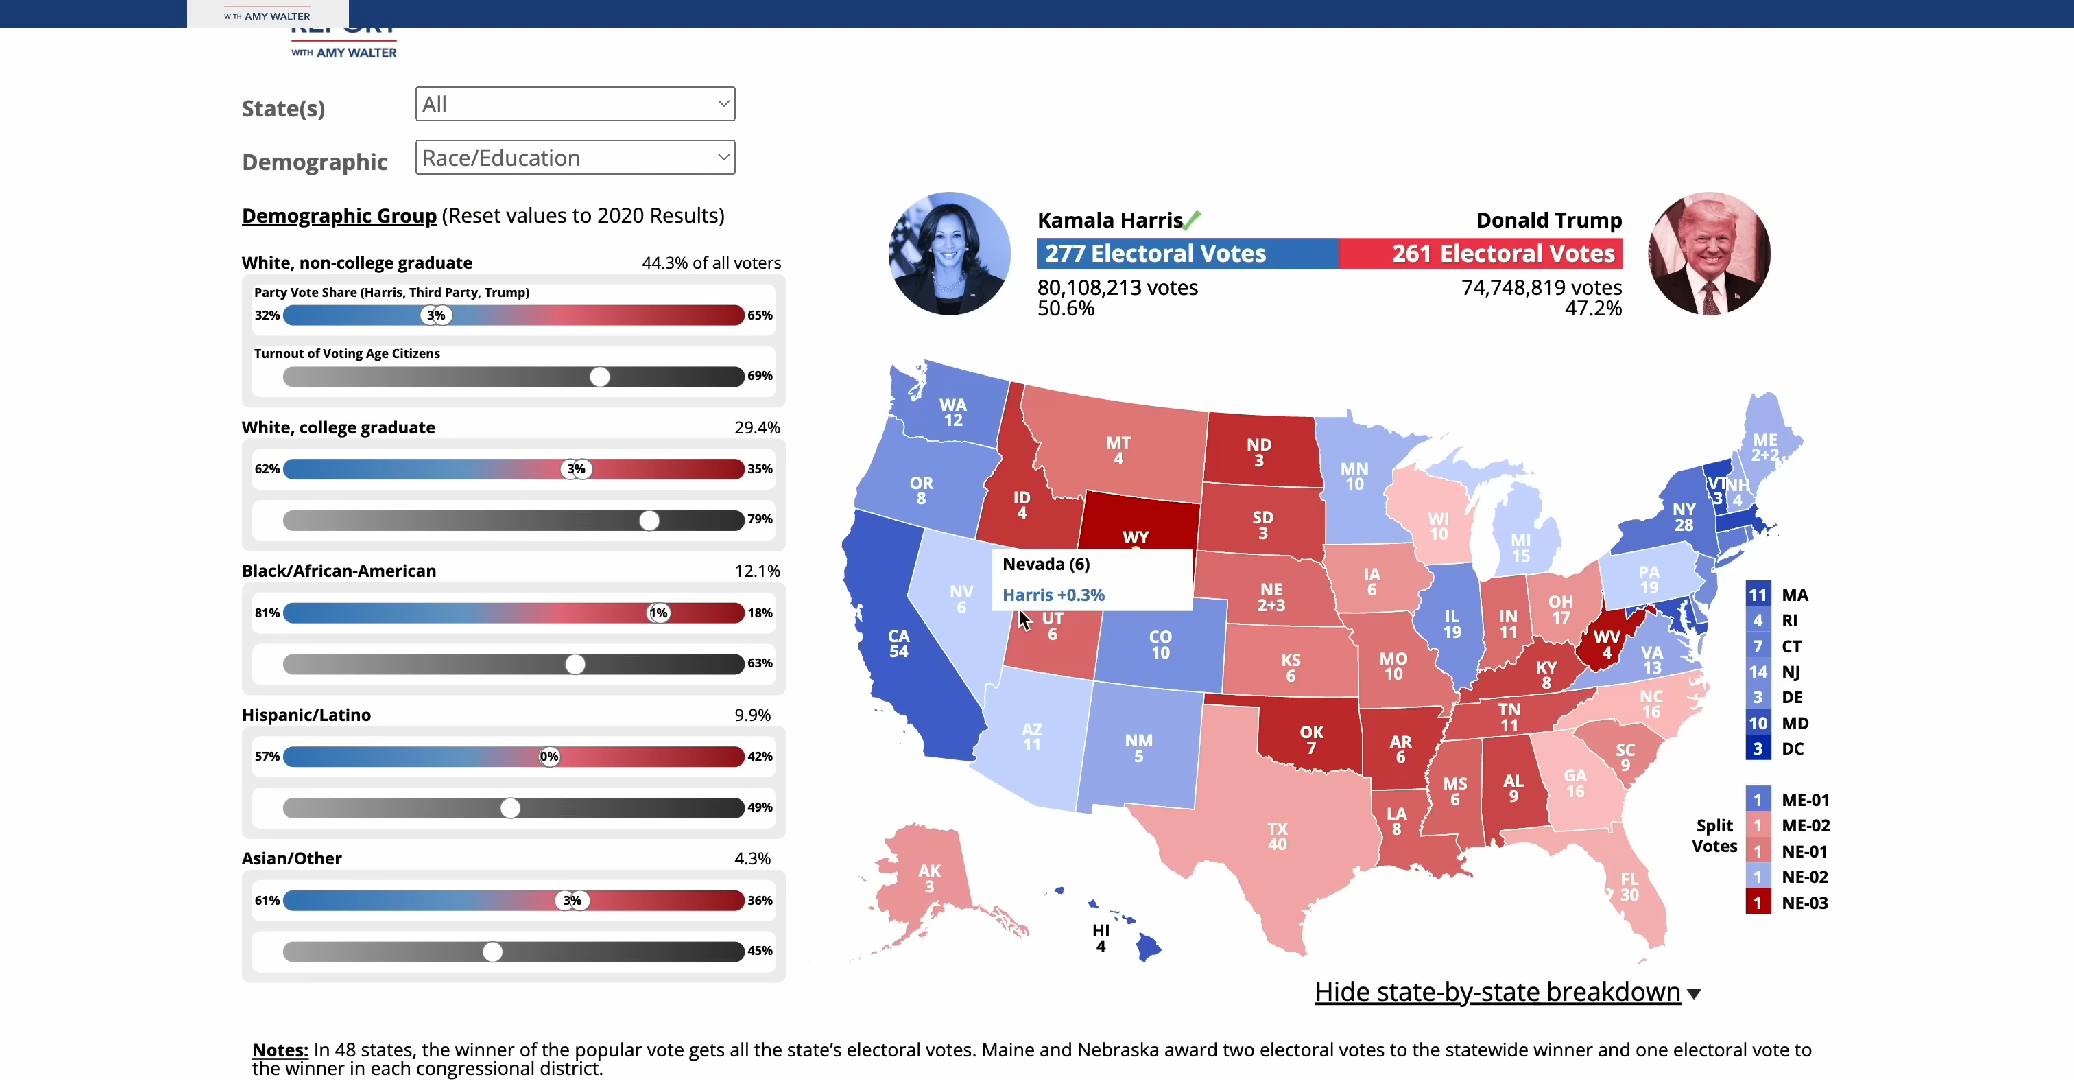 WITH AMY WALTER
REPORT
WITH AMY WALTER
State(s) All
Demographic Race/Education
Demographic Group (Reset values to 2020 Results)
White, non-college graduate 44.3% of all voters
Party Vote Share (Harris, Third Party, Trump)
32% 3% 65%
Turnout of Voting Age Citizens
69%
White, college graduate 29.4%
62% 3% 35%
79%
Black/African-American 12.1%
81% 1% 18%
63%
Hispanic/Latino 9.9%
57% 0% 42%
49%
Asian/Other 4.3%
61% 3% 36%
45%
Kamala Harris
277 Electoral Votes
80,108,213 votes
50.6%
Donald Trump
261 Electoral Votes
74,748,819 votes
47.2%
WA
12
OR
8
CA
54
NV
6
ID
4
MT
4
WY
Nevada (6)
Harris +0.3%
UT
6
AZ
11
CO
10
NM
5
ND
3
SD
3
NE
2+3
KS
6
OK
7
TX
40
MN
10
IA
6
MO
10
AR
6
LA
8
WI
10
IL
19
MI
15
IN
11
OH
17
KY
8
TN
11
MS
6
AL
9
GA
16
FL
30
SC
9
NC
16
VA
13
WV
4
PA
19
NY
28
VT
3
NH
4
ME
2+2
AK
3
HI
4
11 MA
4 RI
7 CT
14 NJ
3 DE
10 MD
3 DC
Split
Votes
1 ME-01
1 ME-02
1 NE-01
1 NE-02
1 NE-03
Hide state-by-state breakdown
Notes: In 48 states, the winner of the popular vote gets all the state's electoral votes. Maine and Nebraska award two electoral votes to the statewide winner and one electoral vote to
the winner in each congressional district.